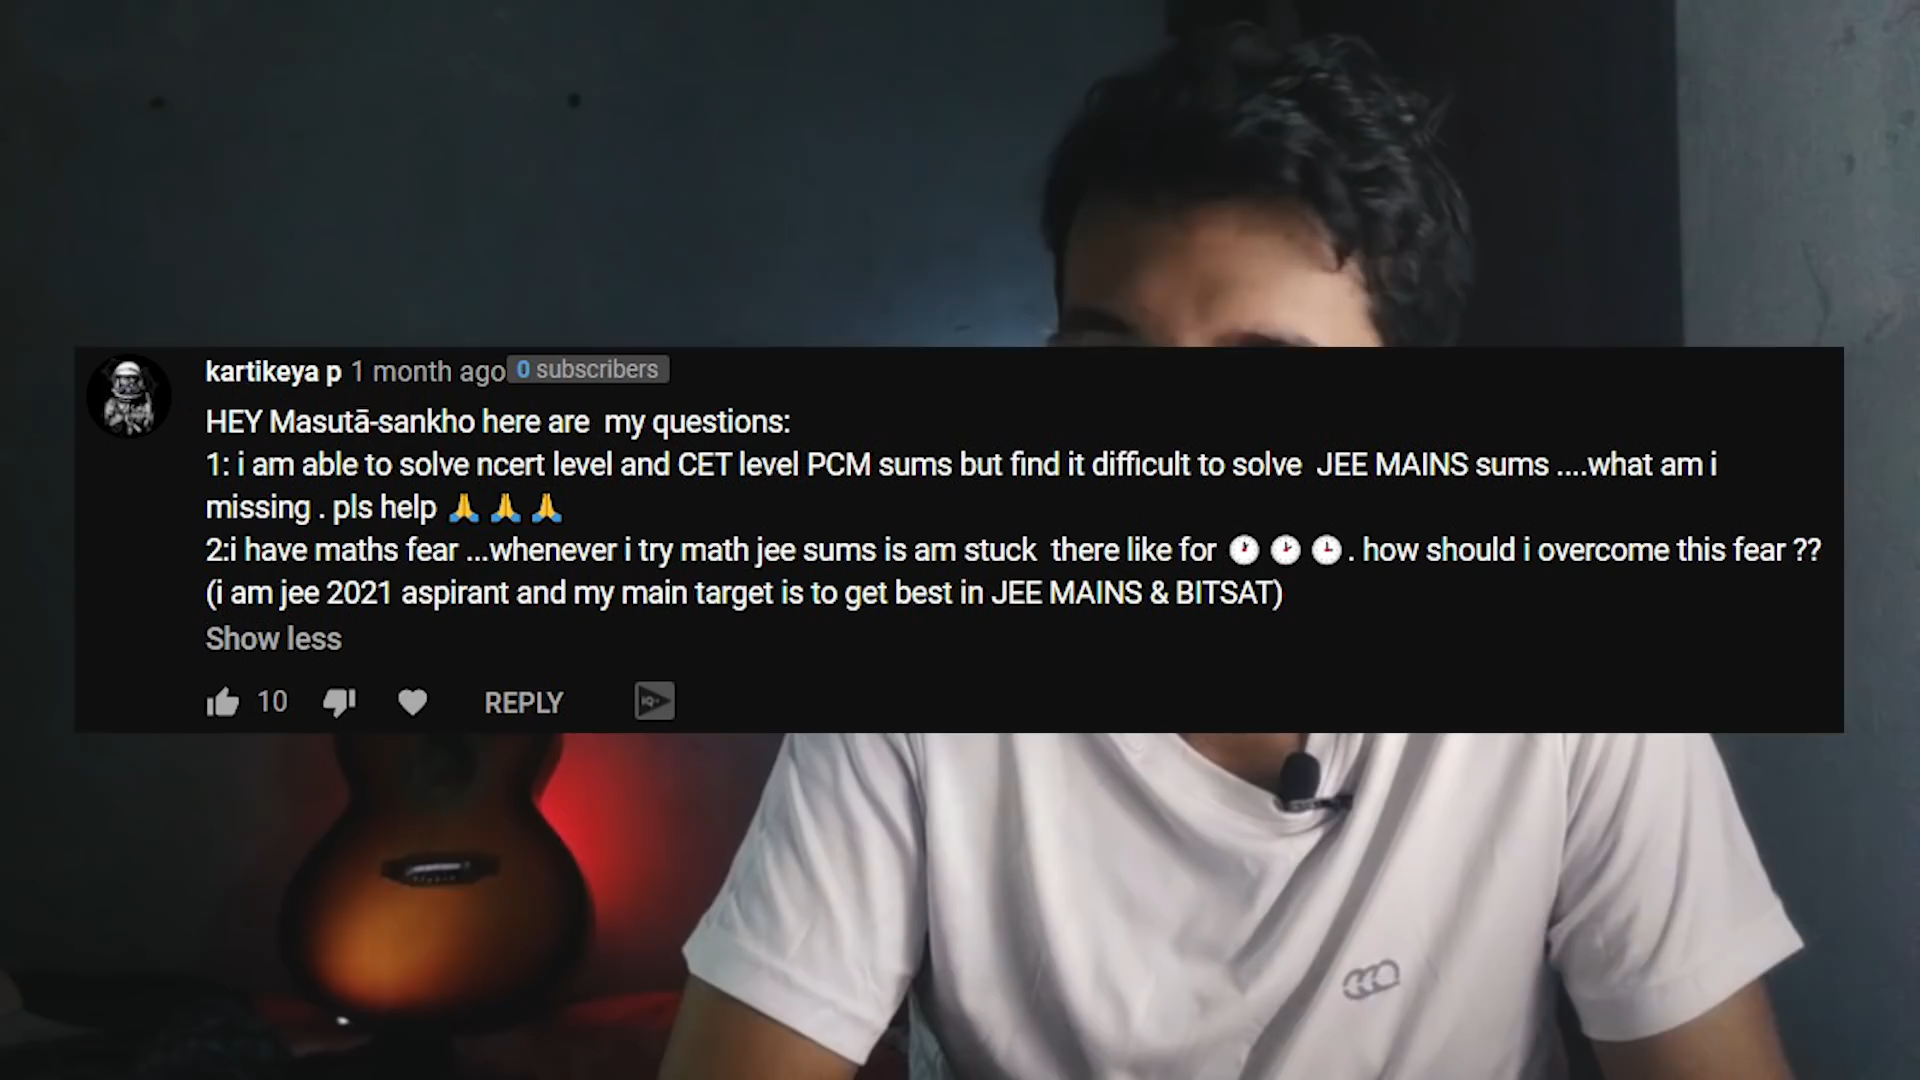 kartikeya p 1 month ago 0 subscribers
HEY Masutā-sankho here are my questions:
1: i am able to solve ncert level and CET level PCM sums but find it difficult to solve JEE MAINS sums ....what am i
missing . pls help 🙏 🙏 🙏
2:i have maths fear ...whenever i try math jee sums is am stuck there like for 🕐 🕑 🕒 . how should i overcome this fear ??
(i am jee 2021 aspirant and my main target is to get best in JEE MAINS & BITSAT)
Show less
10 REPLY IQ